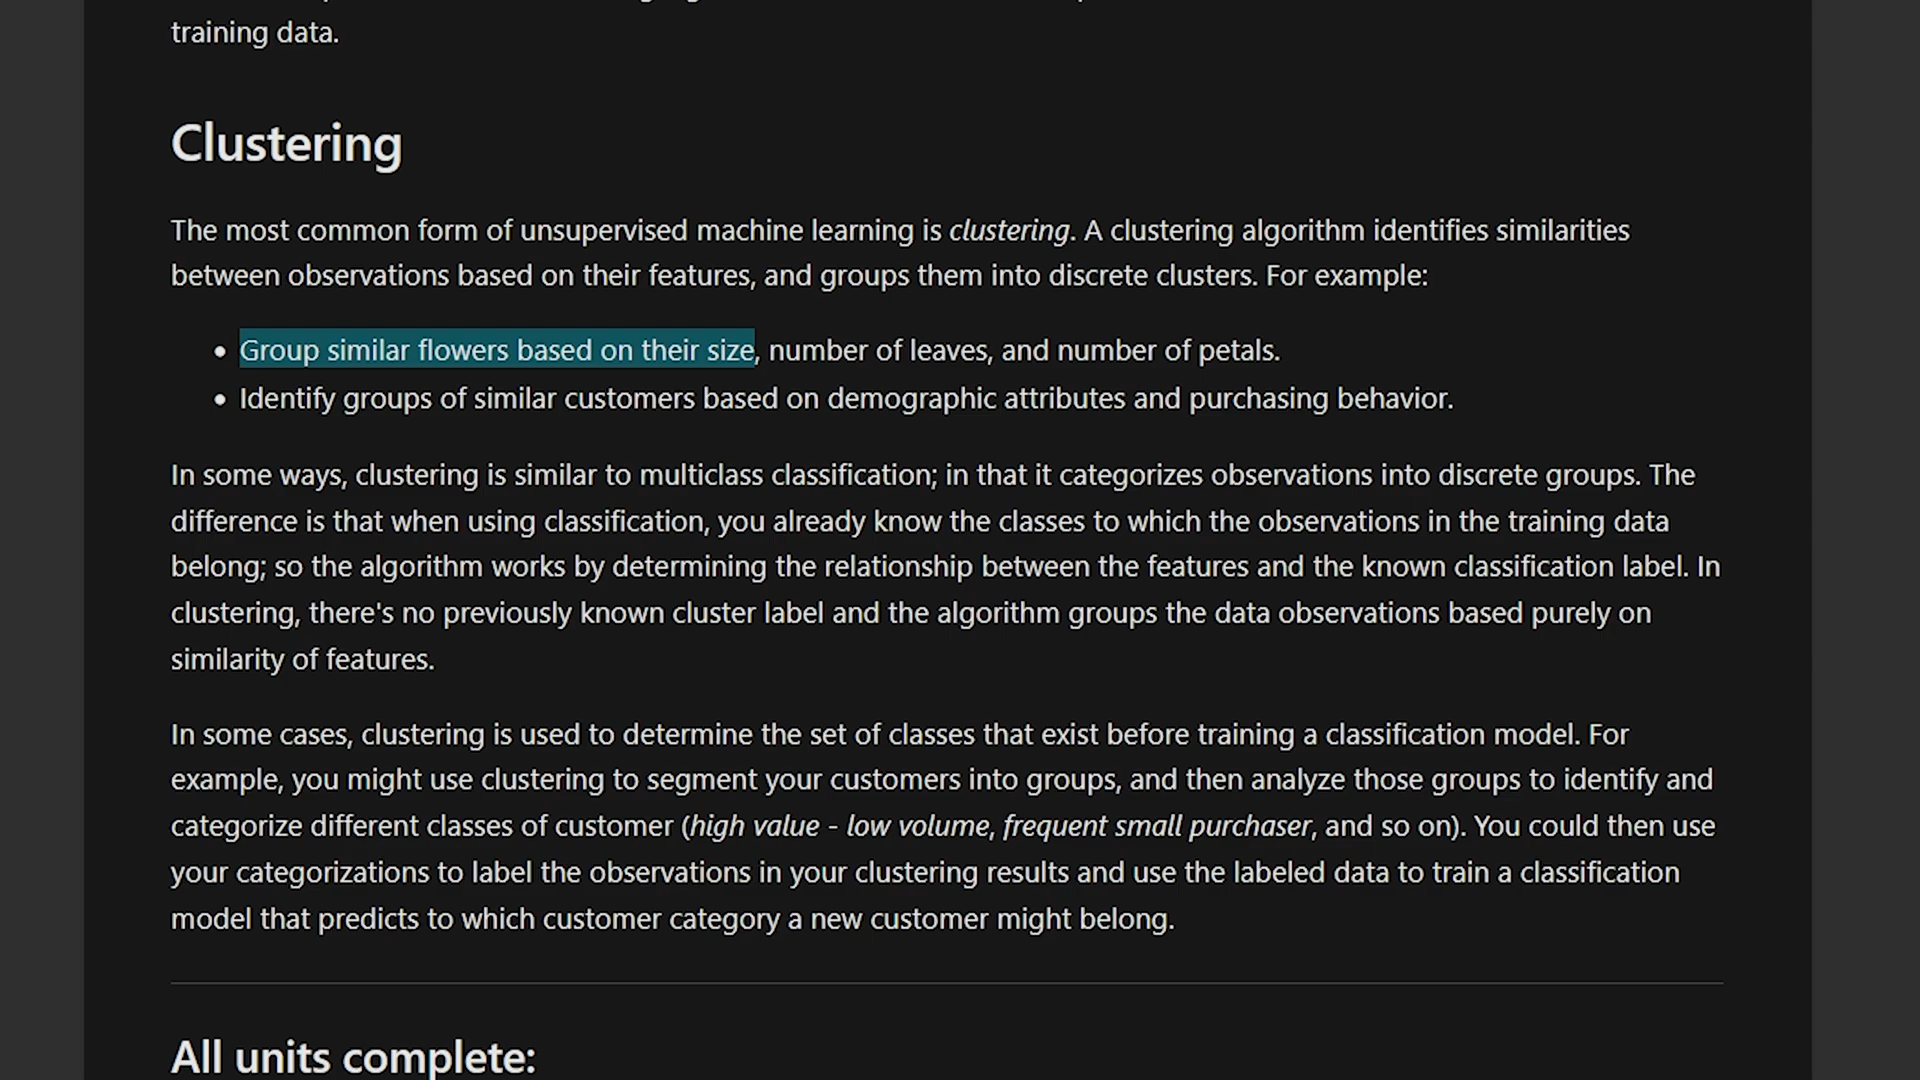 training data.
Clustering
The most common form of unsupervised machine learning is clustering. A clustering algorithm identifies similarities
between observations based on their features, and groups them into discrete clusters. For example:
• Group similar flowers based on their size, number of leaves, and number of petals.
• Identify groups of similar customers based on demographic attributes and purchasing behavior.
In some ways, clustering is similar to multiclass classification; in that it categorizes observations into discrete groups. The
difference is that when using classification, you already know the classes to which the observations in the training data
belong; so the algorithm works by determining the relationship between the features and the known classification label. In
clustering, there's no previously known cluster label and the algorithm groups the data observations based purely on
similarity of features.
In some cases, clustering is used to determine the set of classes that exist before training a classification model. For
example, you might use clustering to segment your customers into groups, and then analyze those groups to identify and
categorize different classes of customer (high value - low volume, frequent small purchaser, and so on). You could then use
your categorizations to label the observations in your clustering results and use the labeled data to train a classification
model that predicts to which customer category a new customer might belong.
All units complete: